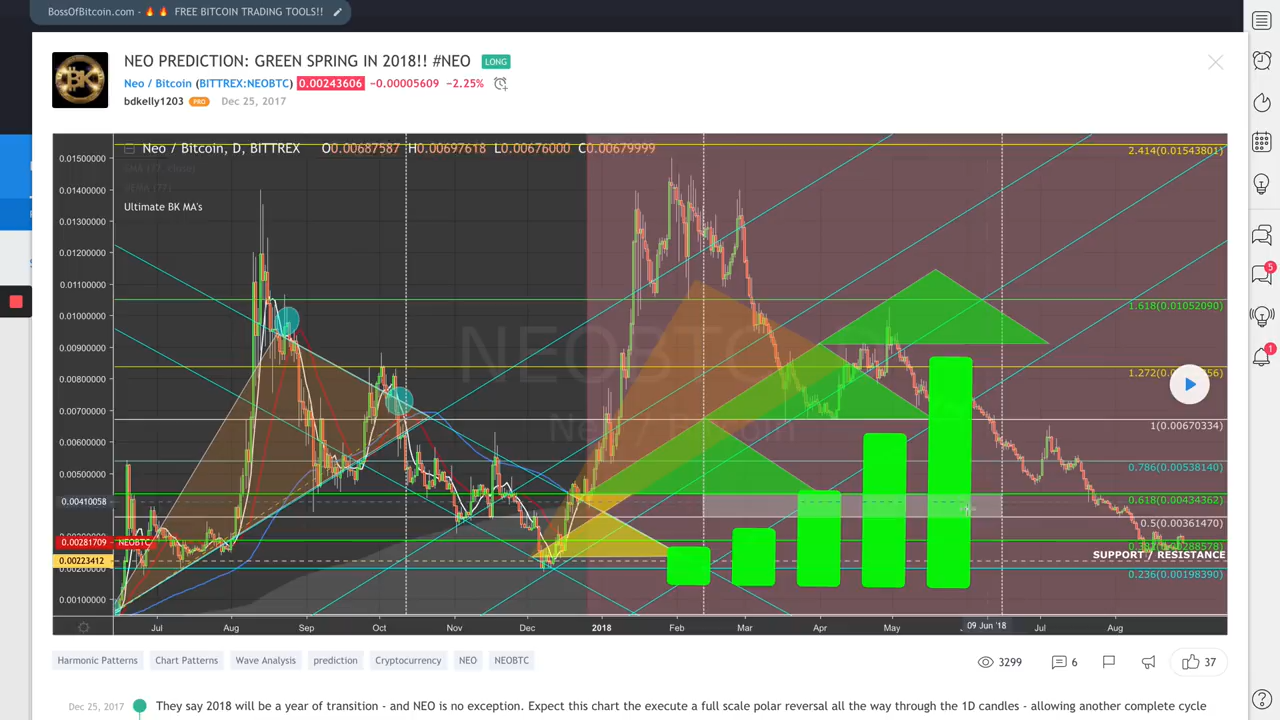 BossOfBitcoin.com - 🔥🔥 FREE BITCOIN TRADING TOOLS!!
NEO PREDICTION: GREEN SPRING IN 2018!! #NEO LONG
Neo / Bitcoin (BITTREX:NEOBTC) 0.00243606 −0.00005609 −2.25%
bdkelly1203 PRO Dec 25, 2017
Neo / Bitcoin, D, BITTREX O0.00687587 H0.00697618 L0.00676000 C0.00679999
Ultimate BK MA's
NEOBTC
0.01500000
0.01400000
0.01300000
0.01200000
0.01100000
0.01000000
0.00900000
0.00800000
0.00700000
0.00600000
0.00500000
0.00410058
0.00281709 NEOBTC
0.00223412
0.00100000
2.414(0.01543801)
1.618(0.01052090)
1(0.00670334)
0.786(0.00538140)
0.618(0.00434362)
0.5(0.00361470)
SUPPORT / RESISTANCE
0.236(0.00198390)
Jul Aug Sep Oct Nov Dec 2018 Feb Mar Apr May 09 Jun '18 Jul Aug
Harmonic Patterns Chart Patterns Wave Analysis prediction Cryptocurrency NEO NEOBTC
3299 6 37
5
1
Dec 25, 2017 They say 2018 will be a year of transition - and NEO is no exception. Expect this chart the execute a full scale polar reversal all the way through the 1D candles - allowing another complete cycle